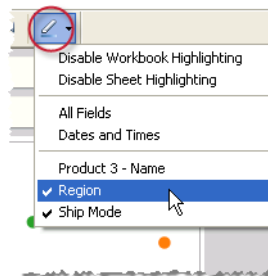 Disable Workbook Highlighting
Disable Sheet Highlighting
All Fields
Dates and Times
Product 3 - Name
Region
Ship Mode